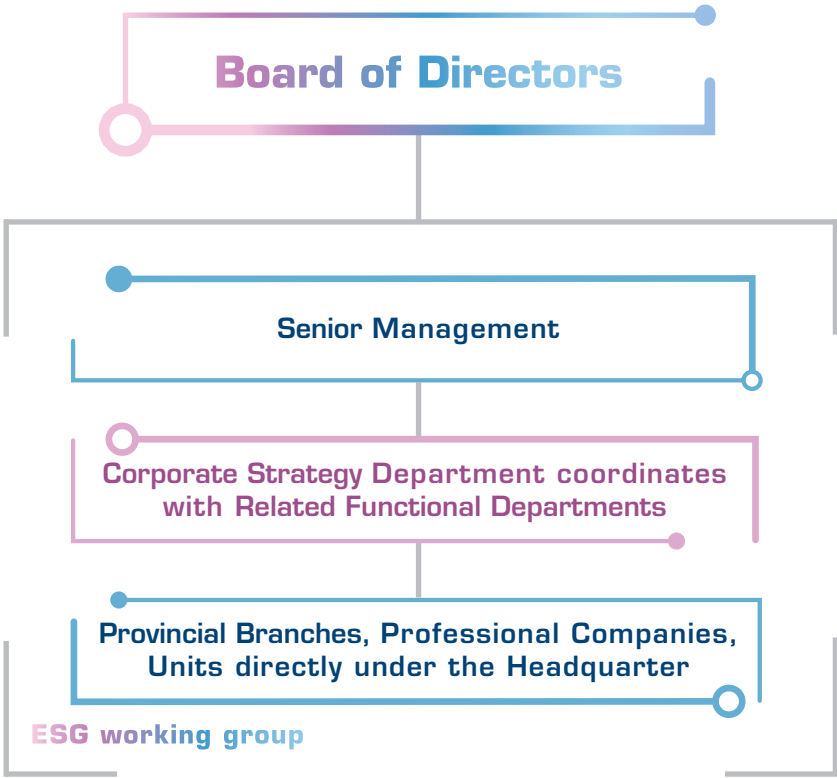 Board of Directors
Senior Management
Corporate Strategy Department coordinates
with Related Functional Departments
Provincial Branches, Professional Companies,
Units directly under the Headquarter
ESG working group